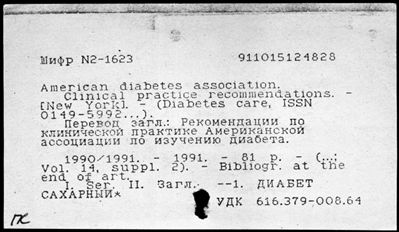 Шифр N2-1623 911015124828
American diabetes association.
Clinical practice recommendations. -
[New York]. - (Diabetes care, ISSN
0149-5992...).
Перевод загл.: Рекомендации по
клинической практике Американской
ассоциации по изучению диабета.
1990/1991. - 1991. - 81 p. - (...:
Vol. 14, suppl. 2). - Bibliogr. at the
end of art.
I. Ser. II. Загл. --1. ДИАБЕТ
САХАРНЫЙ*
УДК 616.379-008.64